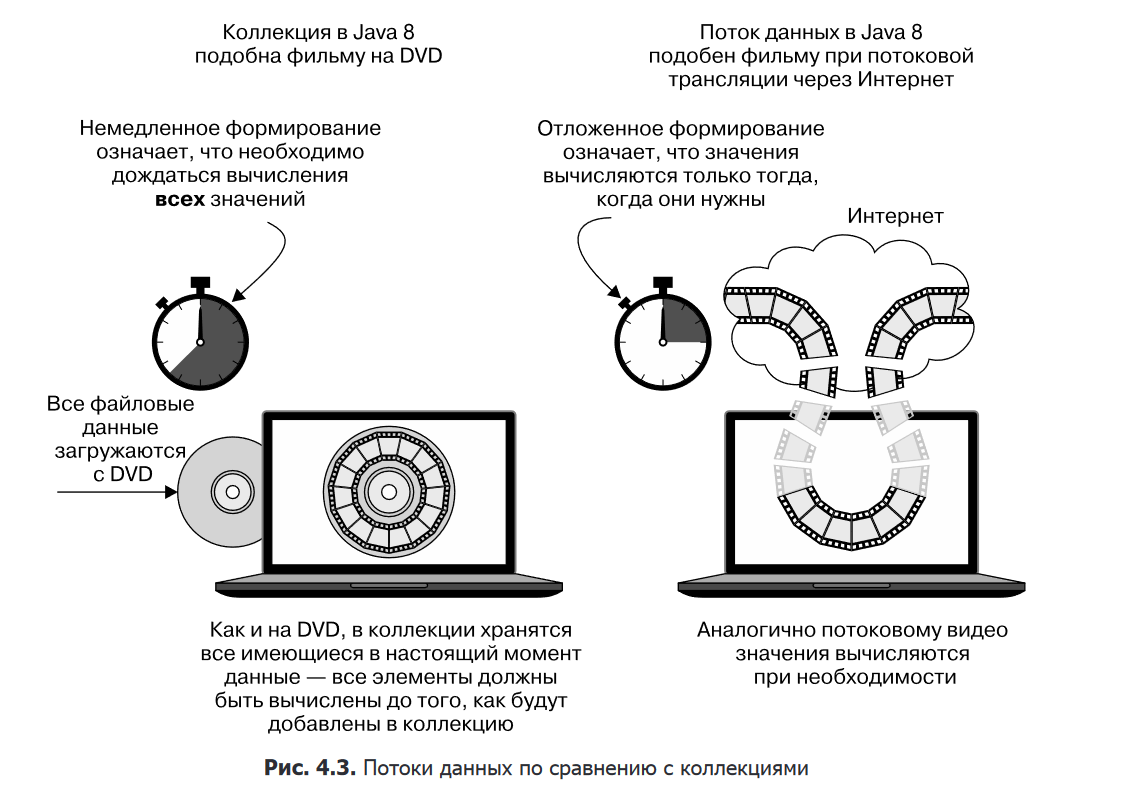 Коллекция в Java 8
подобна фильму на DVD
Поток данных в Java 8
подобен фильму при потоковой
трансляции через Интернет
Немедленное формирование
означает, что необходимо
дождаться вычисления
всех значений
Отложенное формирование
означает, что значения
вычисляются только тогда,
когда они нужны
Интернет
Все файловые
данные
загружаются
с DVD
Как и на DVD, в коллекции хранятся
все имеющиеся в настоящий момент
данные — все элементы должны
быть вычислены до того, как будут
добавлены в коллекцию
Аналогично потоковому видео
значения вычисляются
при необходимости
Рис. 4.3. Потоки данных по сравнению с коллекциями